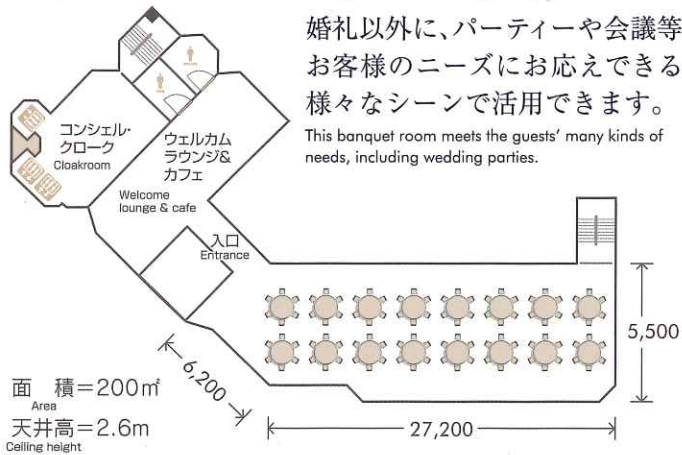 婚礼以外に、パーティーや会議等
お客様のニーズにお応えできる
様々なシーンで活用できます。
This banquet room meets the guests' many kinds of
needs, including wedding parties.
コンシェル・
クローク
Cloakroom
ウェルカム
ラウンジ&
カフェ
Welcome
lounge & cafe
入口
Entrance
5,500
6,200
27,200
面 積=200㎡
Area
天井高=2.6m
Ceiling height